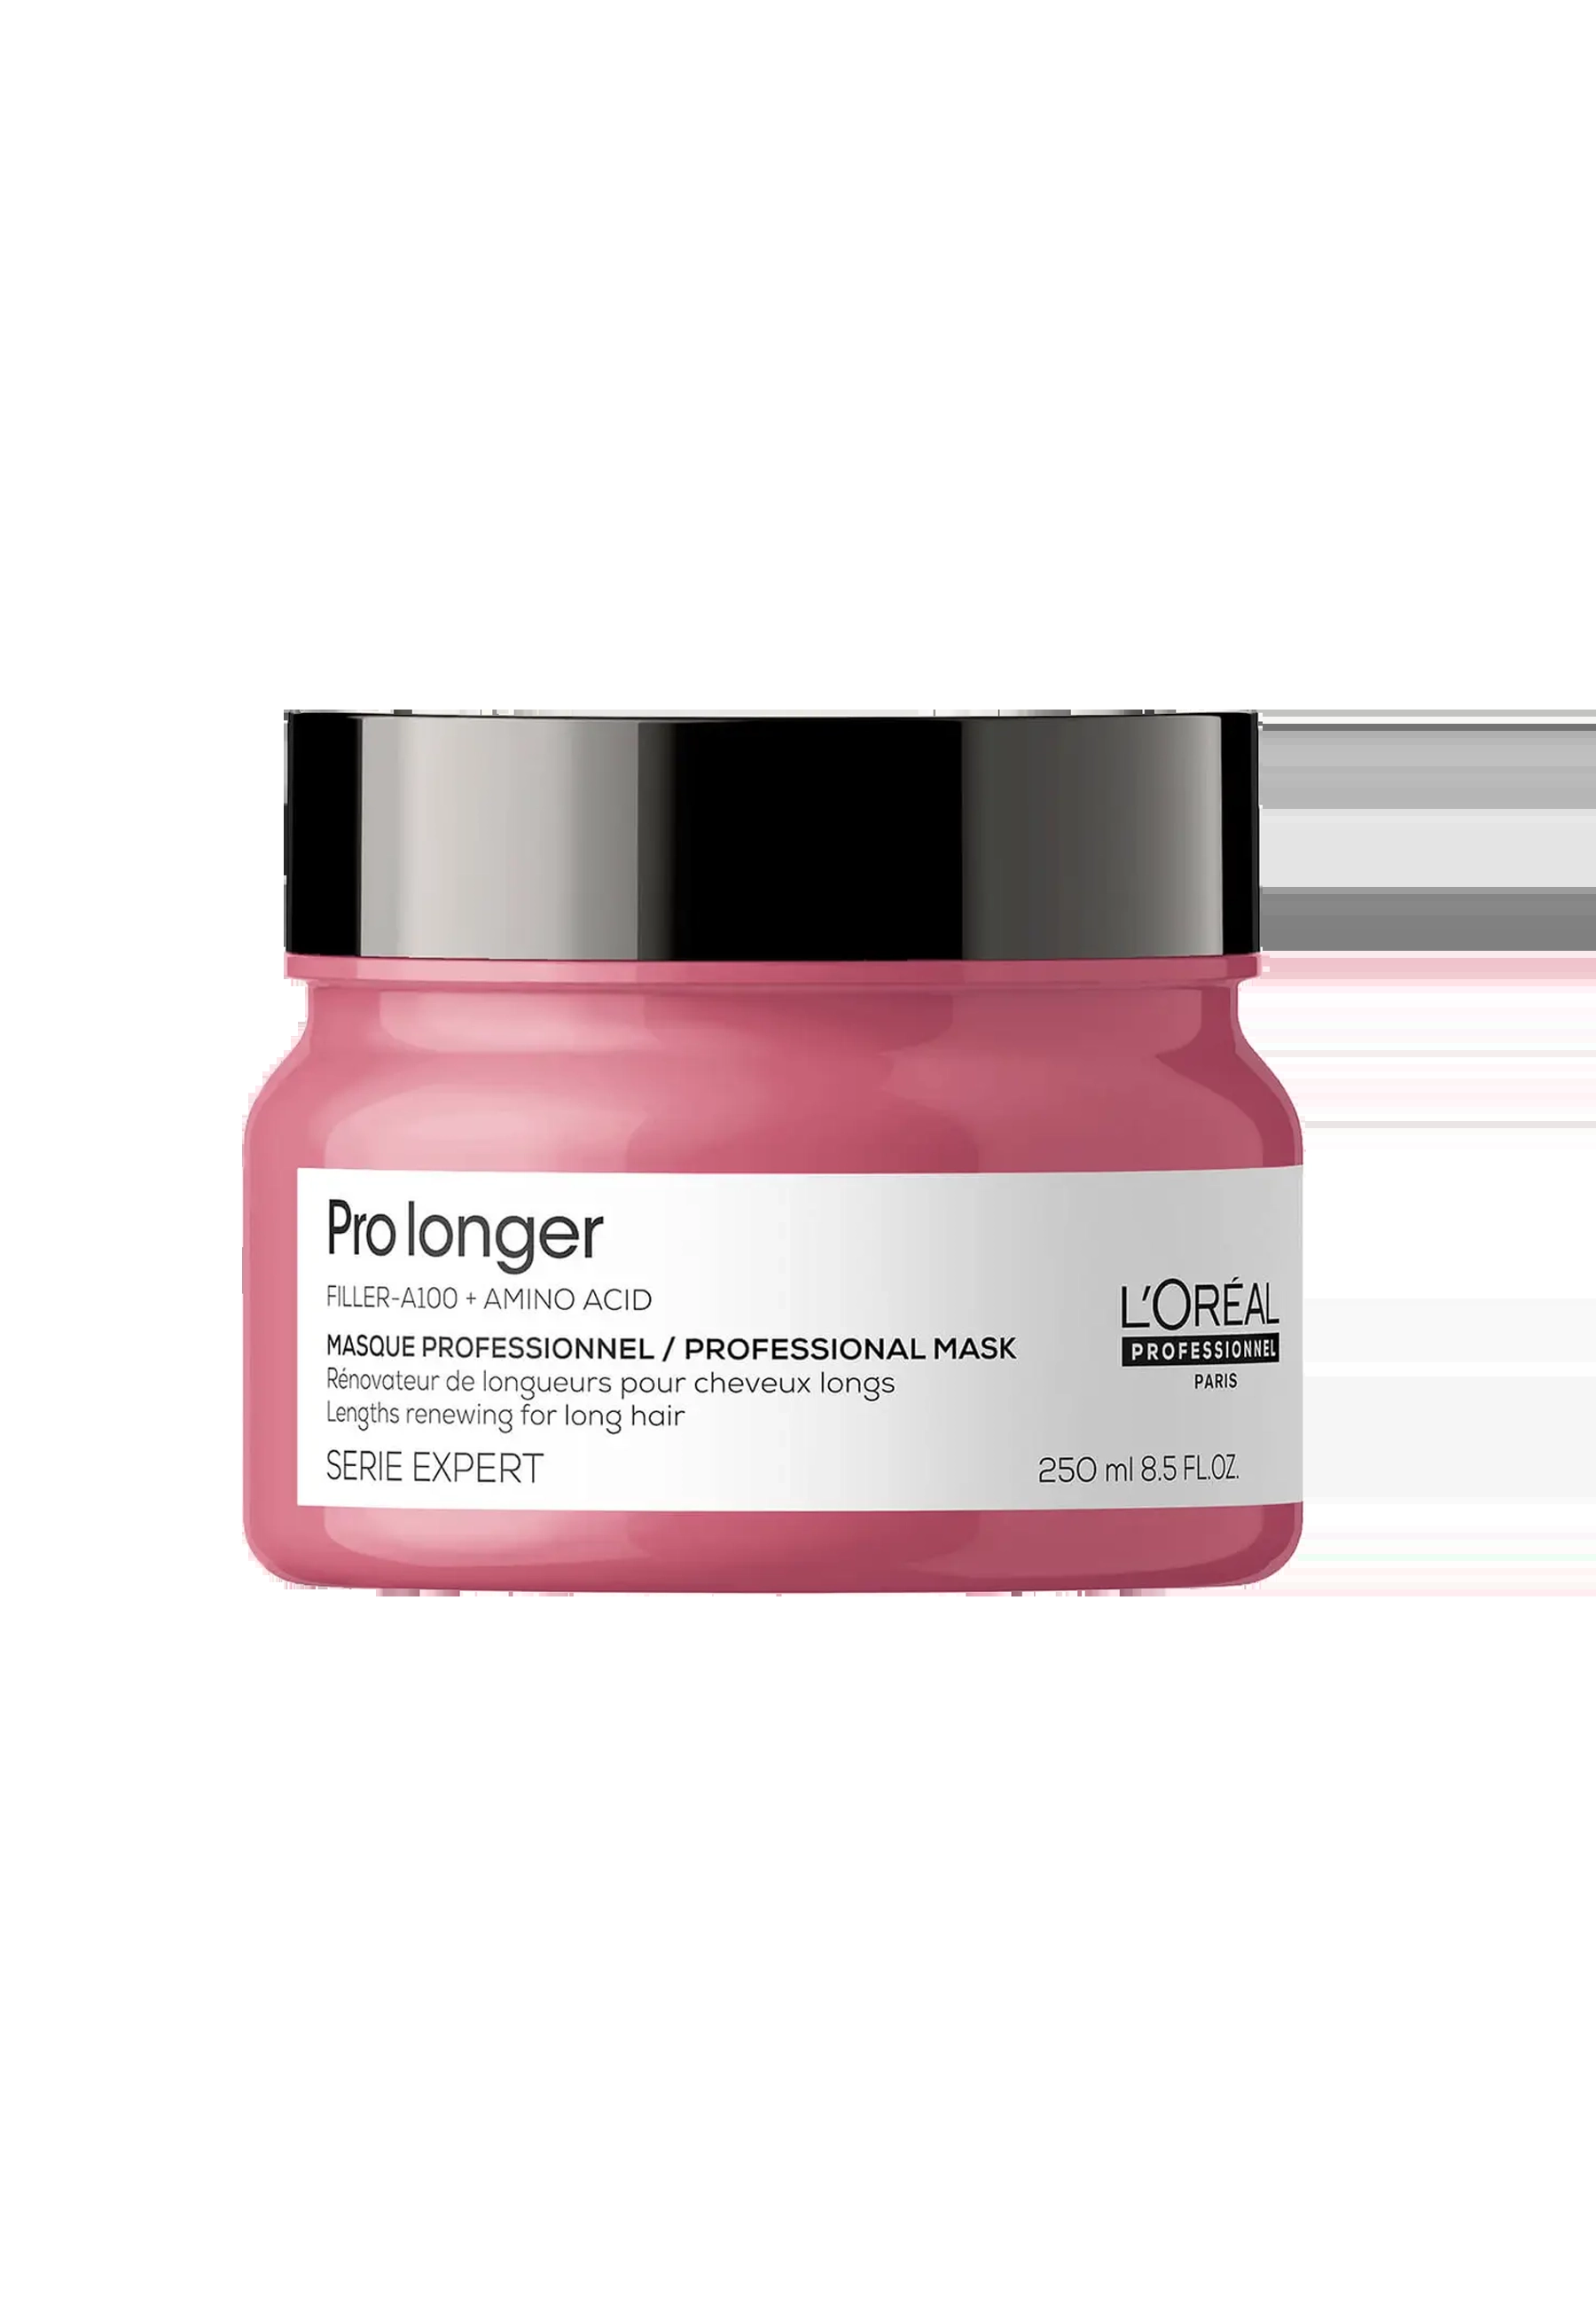 Pro longer
FILLER-A100 + AMINO ACID
MASQUE PROFESSIONNEL / PROFESSIONAL MASK
Rénovateur de longueurs pour cheveux longs
Lengths renewing for long hair
SERIE EXPERT
L'ORÉAL
PROFESSIONNEL
PARIS
250 ml 8.5 FL.OZ.